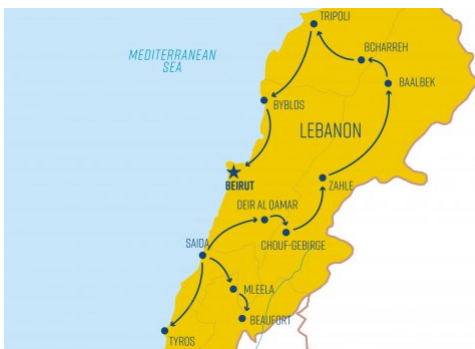 TRIPOLI
MEDITERRANEAN
SEA
BCHARREH
BAALBEK
BYBLOS
LEBANON
BEIRUT
ZAHLE
DEIR AL QAMAR
SAIDA
CHOUF-GEBIRGE
MLEELA
BEAUFORT
TYROS